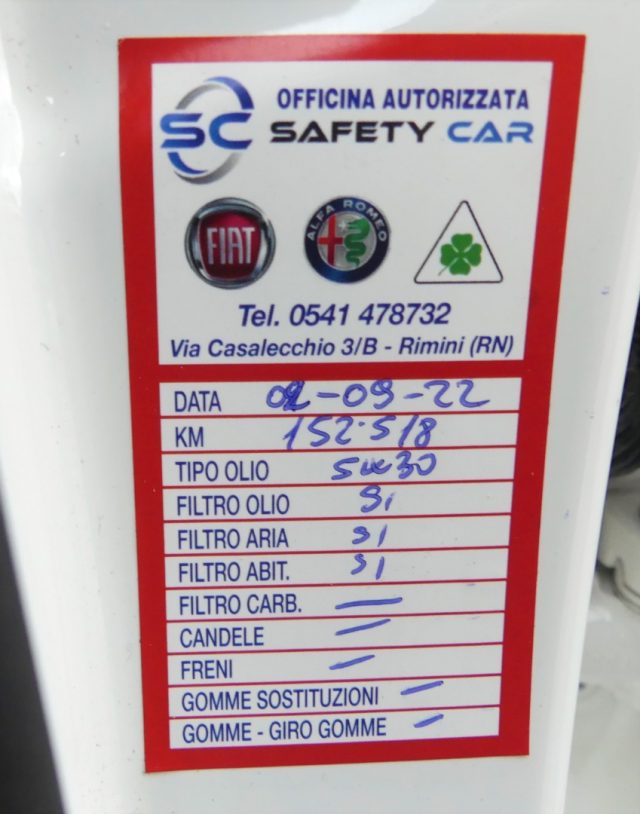 SC OFFICINA AUTORIZZATA
SAFETY CAR
FIAT ALFA ROMEO
Tel. 0541 478732
Via Casalecchio 3/B - Rimini (RN)
DATA 02-09-22
KM 152.518
TIPO OLIO 5W30
FILTRO OLIO Si
FILTRO ARIA SI
FILTRO ABIT. SI
FILTRO CARB. —
CANDELE —
FRENI —
GOMME SOSTITUZIONI —
GOMME - GIRO GOMME —